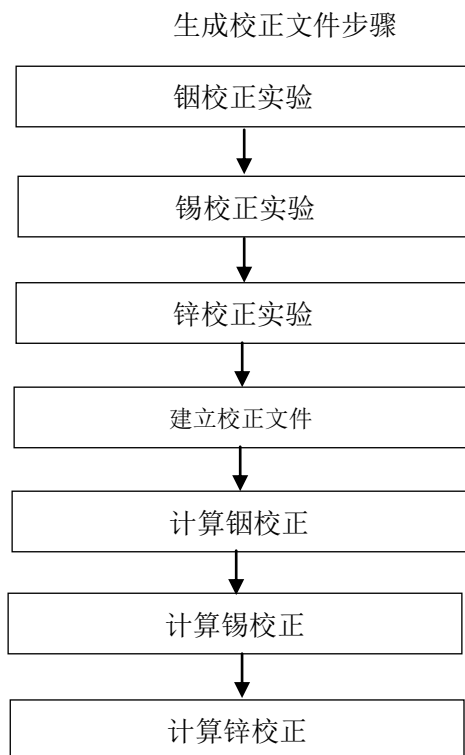 生成校正文件步骤
铟校正实验
锡校正实验
锌校正实验
建立校正文件
计算铟校正
计算锡校正
计算锌校正